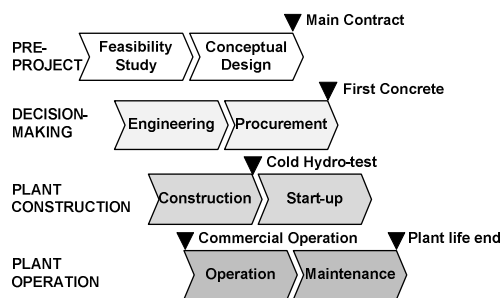 Main Contract
PRE-
PROJECT
Feasibility
Study
Conceptual
Design
First Concrete
DECISION-
MAKING
Engineering
Procurement
Cold Hydro-test
PLANT
CONSTRUCTION
Construction
Start-up
Commercial Operation
Plant life end
PLANT
OPERATION
Operation
Maintenance